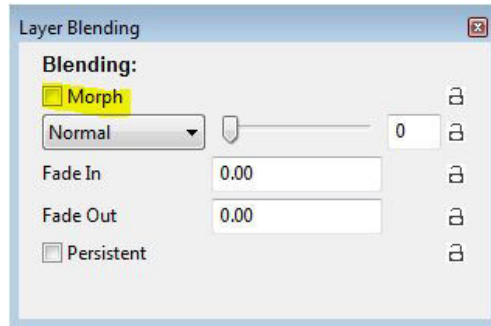 Layer Blending
Blending:
Morph
Normal 0
Fade In 0.00
Fade Out 0.00
Persistent